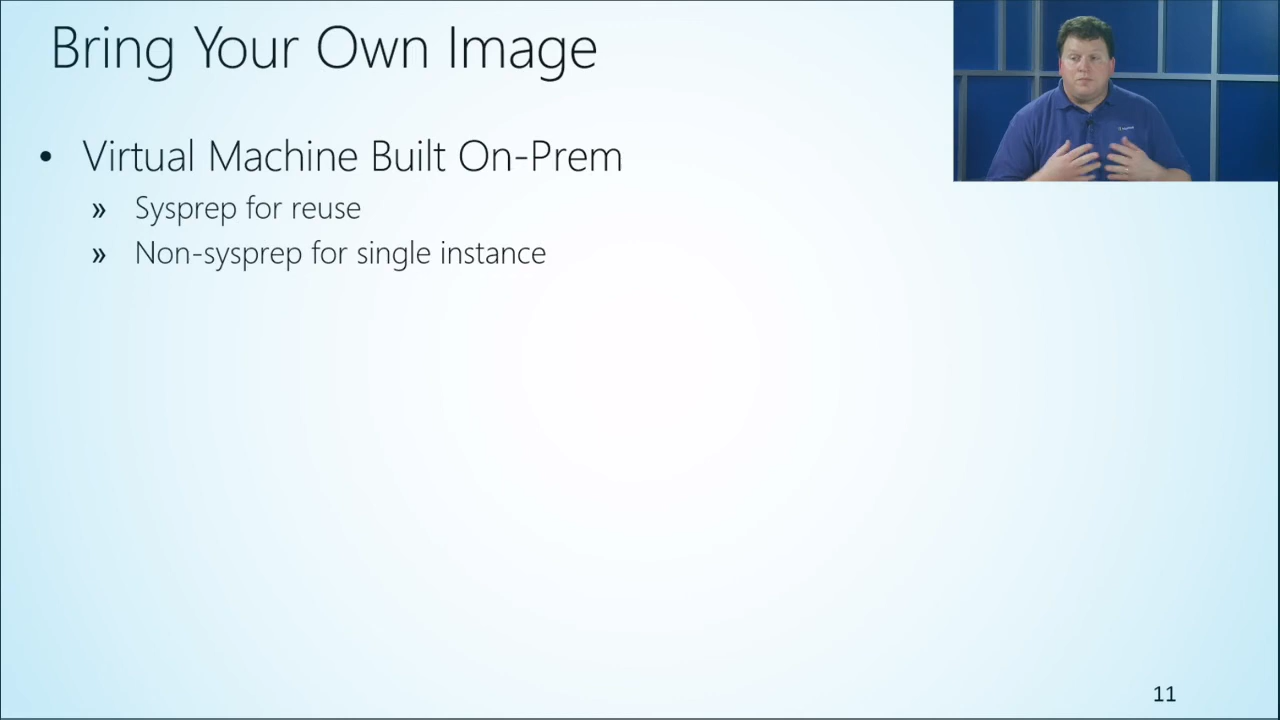 Bring Your Own Image
• Virtual Machine Built On-Prem
» Sysprep for reuse
» Non-sysprep for single instance
11